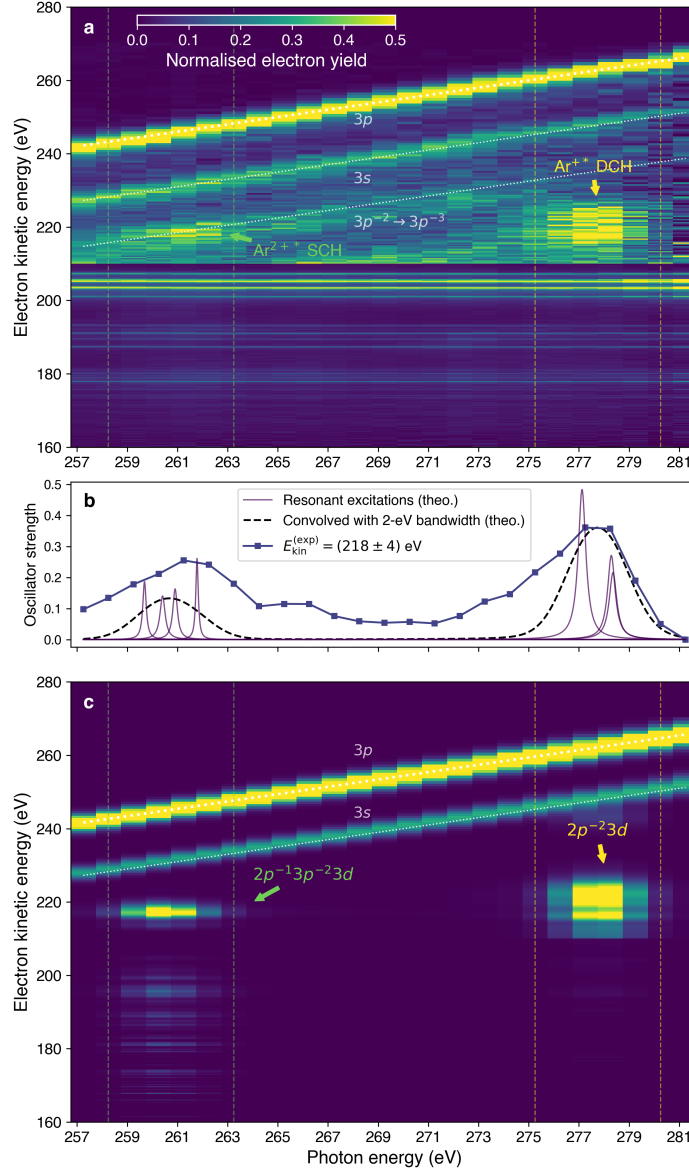 280
260
240
220
200
180
160
Electron kinetic energy (eV)
a
0.0 0.1 0.2 0.3 0.4 0.5
Normalised electron yield
3p
3s
3p⁻² → 3p⁻³
Ar⁺* DCH
Ar²⁺* SCH
257 259 261 263 265 267 269 271 273 275 277 279 281
b
0.5
0.4
0.3
0.2
0.1
0.0
Oscillator strength
Resonant excitations (theo.)
Convolved with 2-eV bandwidth (theo.)
E_kin^(exp) = (218 ± 4) eV
c
280
260
240
220
200
180
160
Electron kinetic energy (eV)
3p
3s
2p⁻²3d
2p⁻¹3p⁻²3d
257 259 261 263 265 267 269 271 273 275 277 279 281
Photon energy (eV)